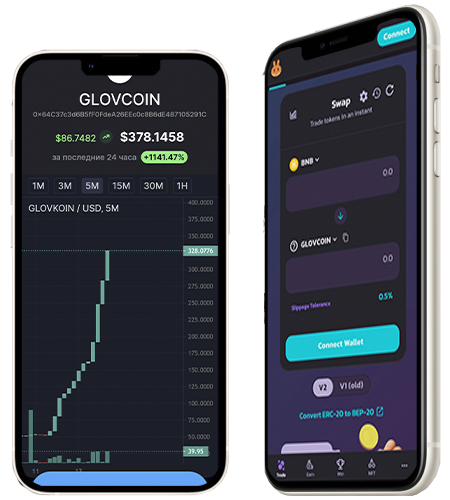 GLOVCOIN
0×64C37c3d6B5fF0FdeA26EEc0c8B6dE487105291C
$86.7482 $378.1458
за последние 24 часа +1141.47%
1M 3M 5M 15M 30M 1H
GLOVKOIN / USD, 5M
400.0000
328.0776
300.0000
275.0000
250.0000
225.0000
200.0000
175.0000
150.0000
125.0000
100.0000
75.0000
50.0000
39.95
11
Connect
Swap
Trade tokens in an instant
BNB
0.0
GLOVCOIN
0.0
Slippage Tolerance 0.5%
Connect Wallet
V2 V1 (old)
Convert ERC-20 to BEP-20
Trade Earn Win NFT